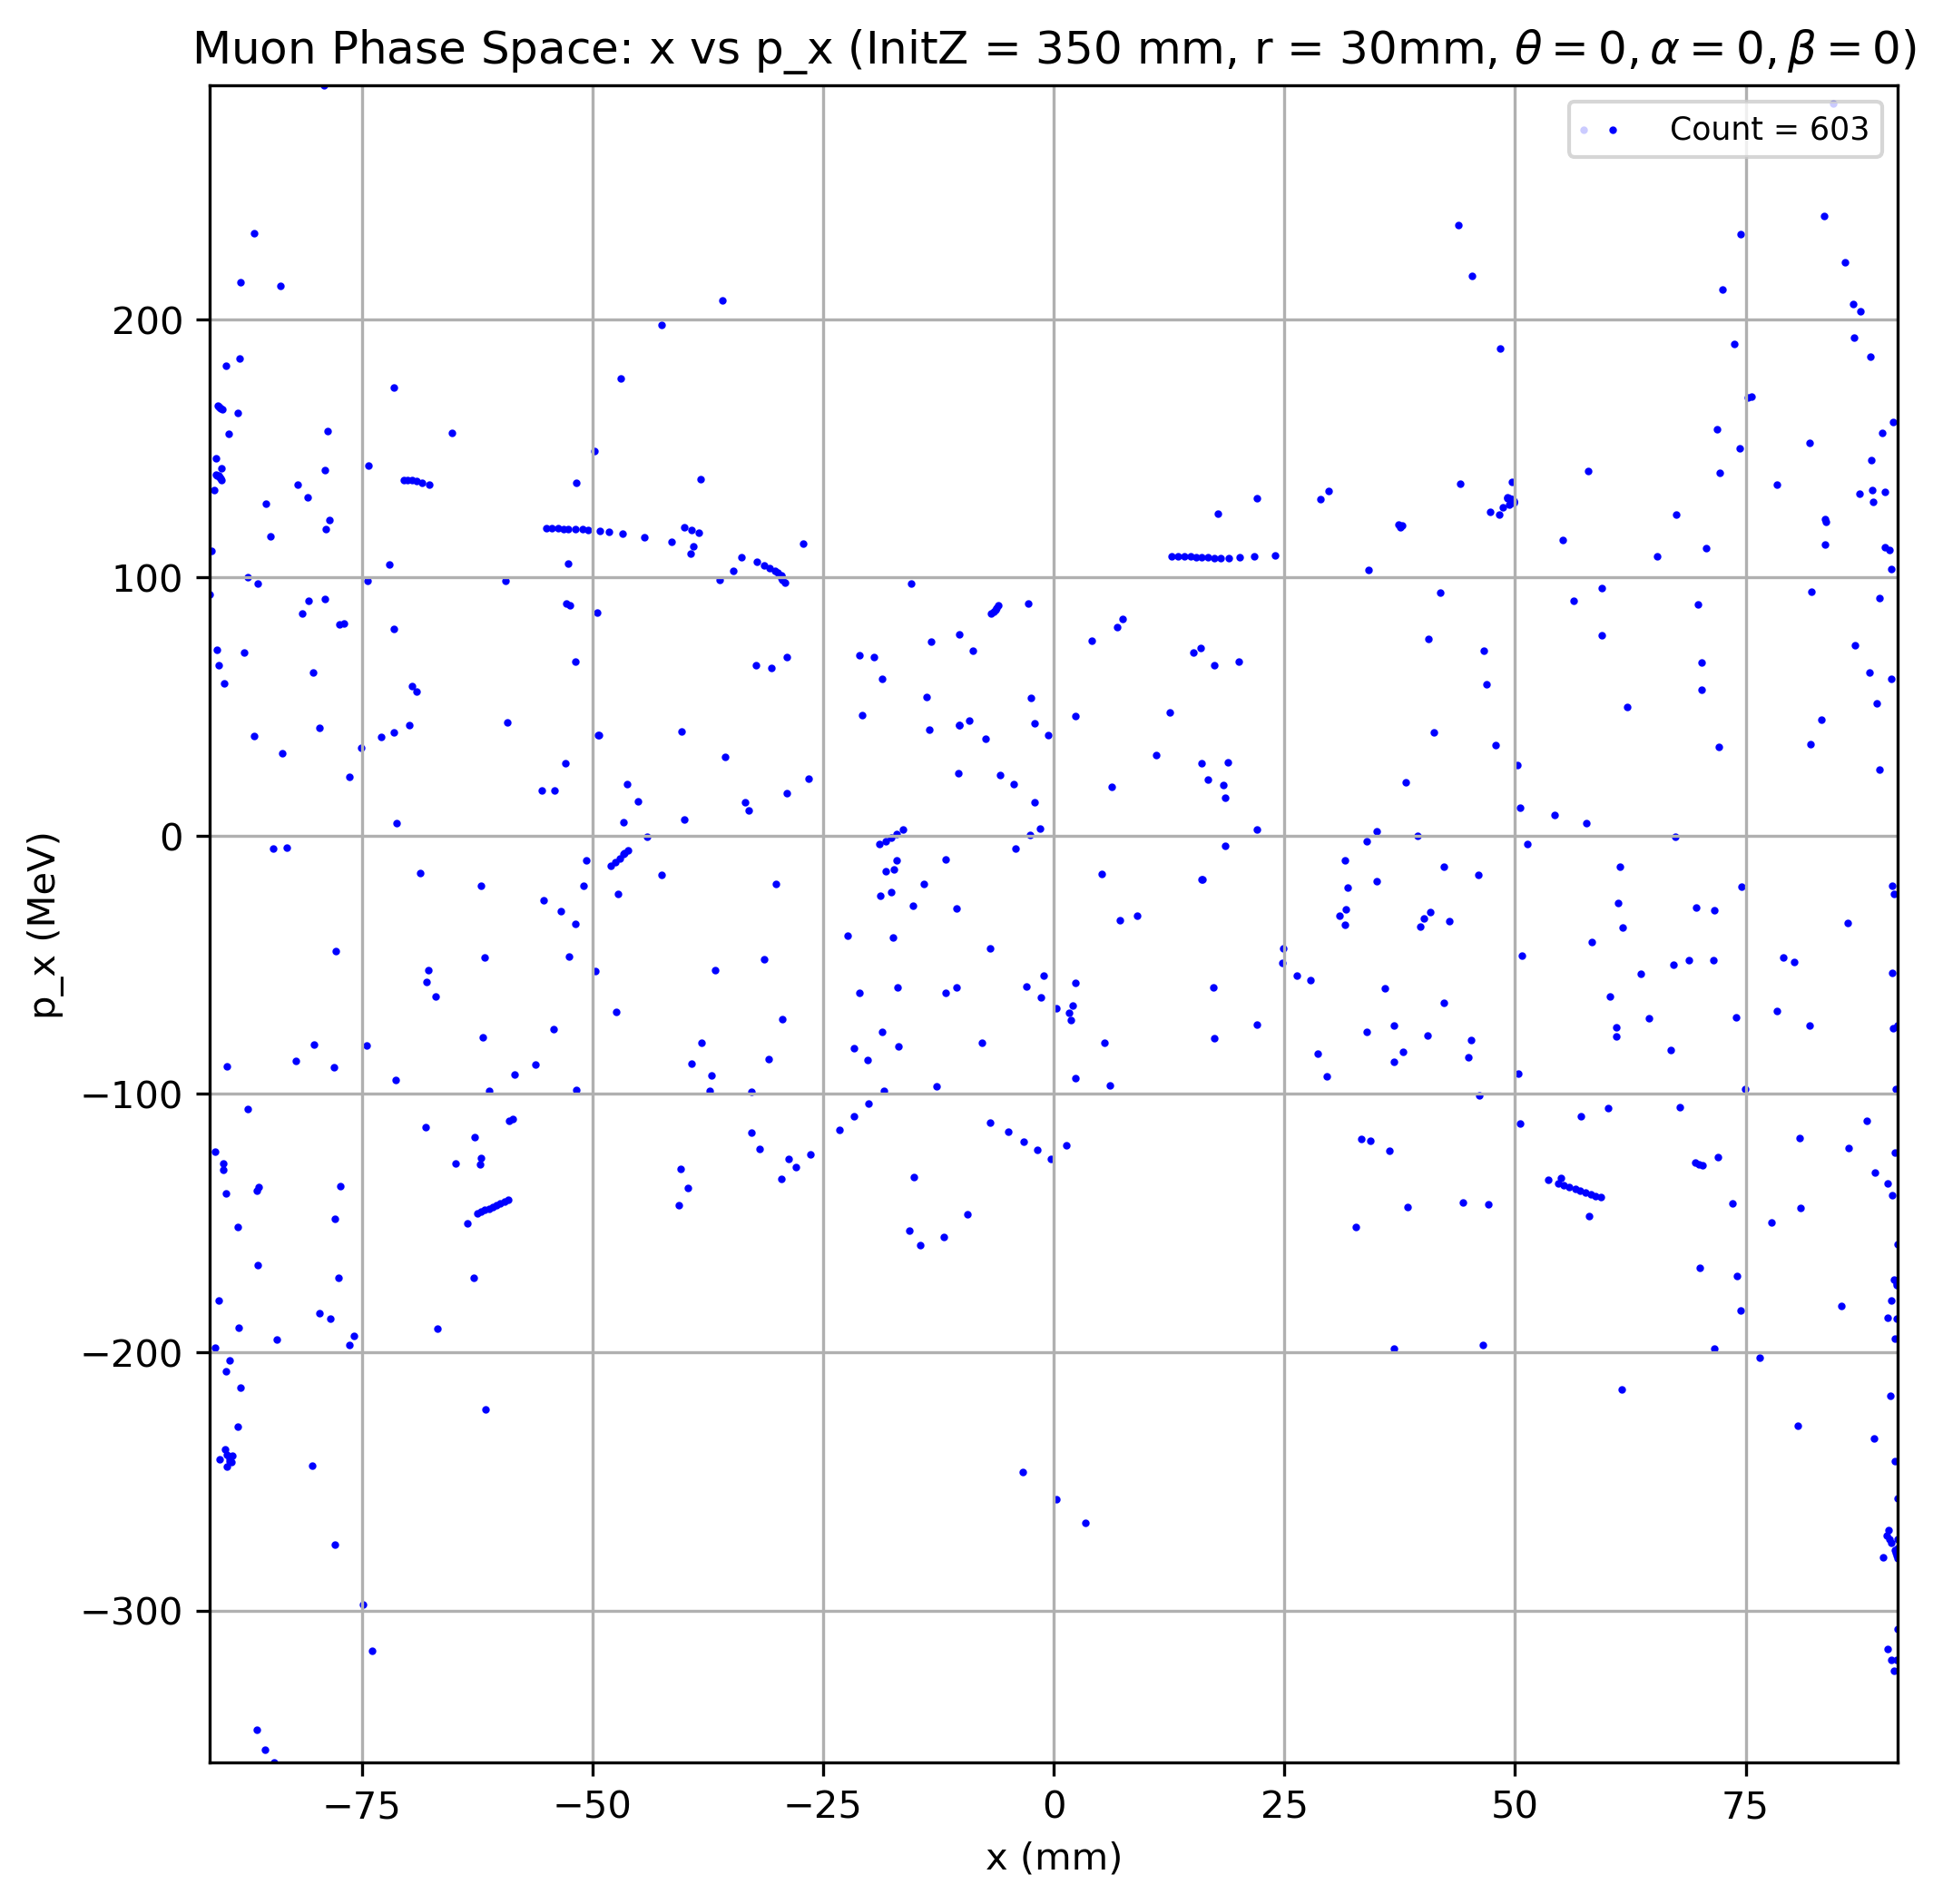 Muon Phase Space: x vs p_x (InitZ = 350 mm, r = 30mm, θ = 0, α = 0, β = 0)
Count = 603
200
100
0
−100
−200
−300
p_x (MeV)
−75 −50 −25 0 25 50 75
x (mm)